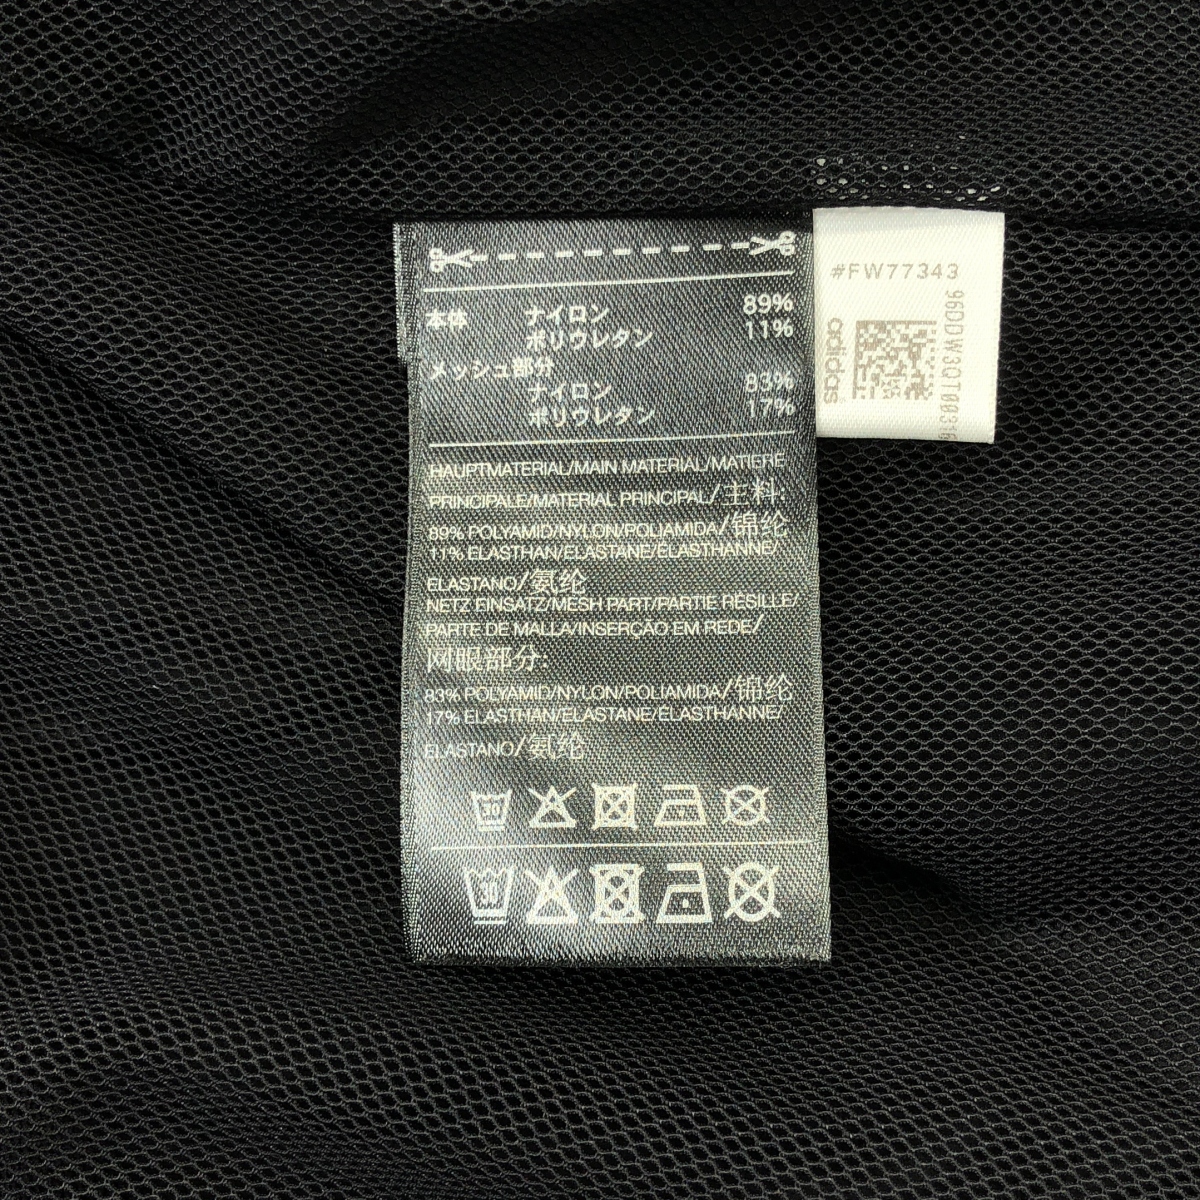 本体 ナイロン 89%
ポリウレタン 11%
メッシュ部分
ナイロン 83%
ポリウレタン 17%
HAUPTMATERIAL/MAIN MATERIAL/MATIERE
PRINCIPALE/MATERIAL PRINCIPAL/主料:
89% POLYAMID/NYLON/POLIAMIDA/锦纶
11% ELASTHAN/ELASTANE/ELASTHANNE/
ELASTANO/氨纶
NETZ EINSATZ/MESH PART/PARTIE RESILLE/
PARTE DE MALLA/INSERÇAO EM REDE/
网眼部分:
83% POLYAMID/NYLON/POLIAMIDA/锦纶
17% ELASTHAN/ELASTANE/ELASTHANNE/
ELASTANO/氨纶
30
30
#FW77343
adidas